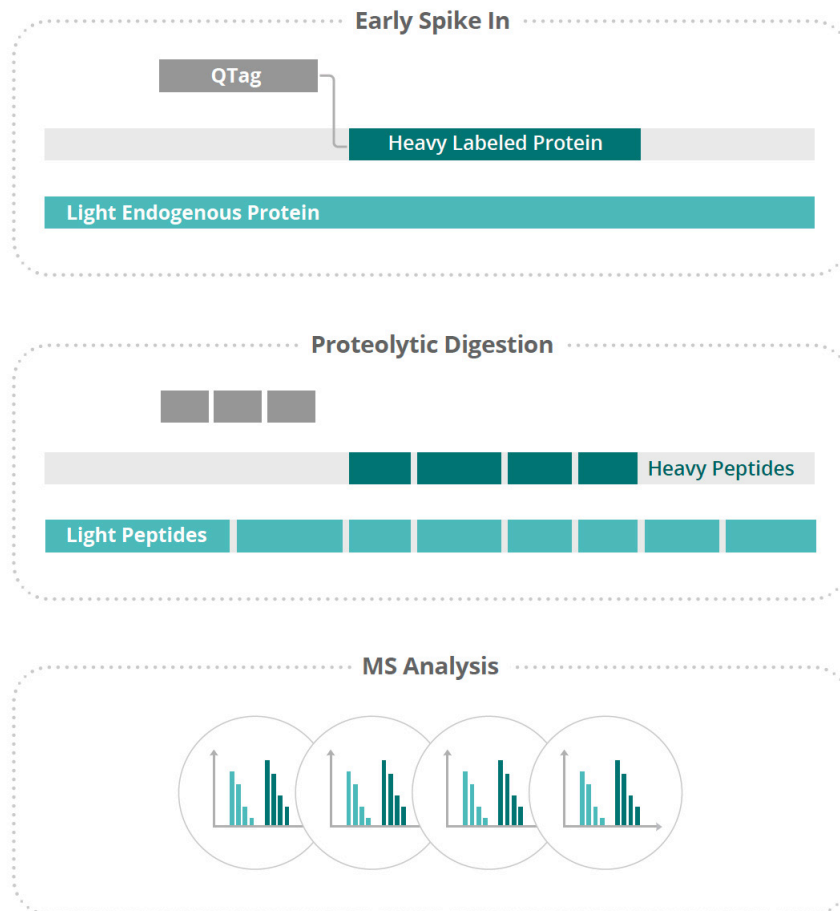 Early Spike In
QTag
Heavy Labeled Protein
Light Endogenous Protein
Proteolytic Digestion
Heavy Peptides
Light Peptides
MS Analysis